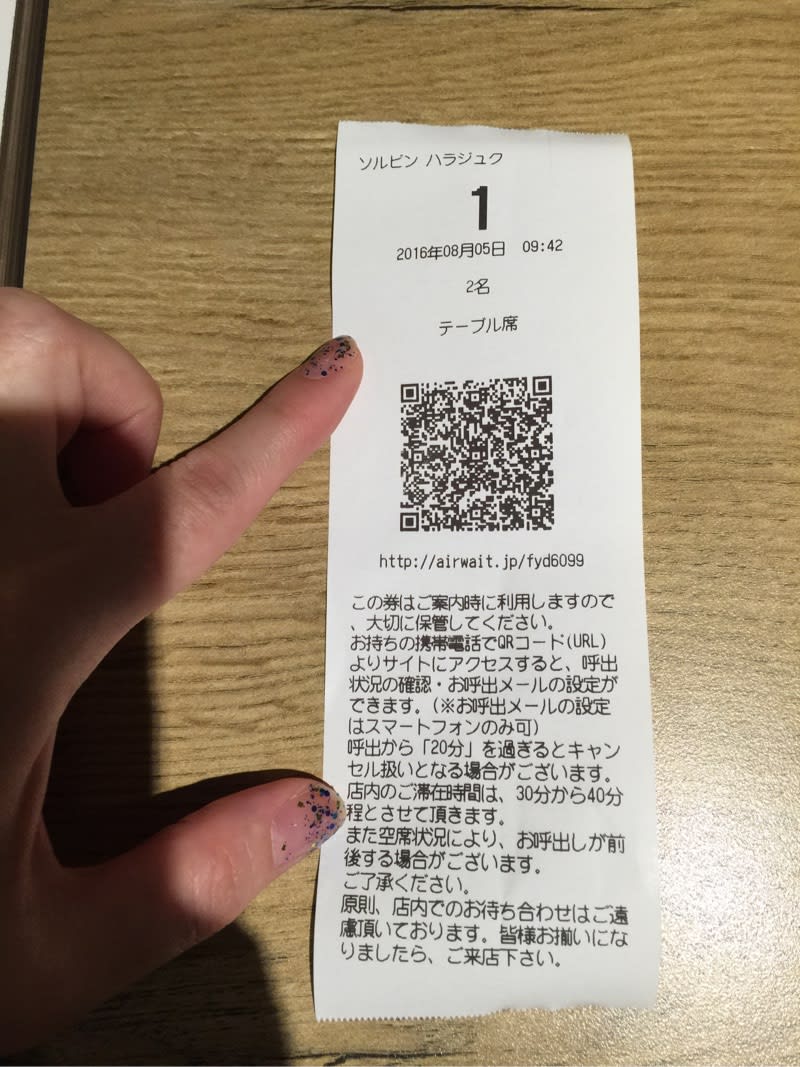 ソルビン ハラジュク
1
2016年08月05日 09:42
2名
テーブル席
http://airwait.jp/fyd6099
この券はご案内時に利用しますので
、大切に保管してください。
お持ちの携帯電話でQRコード(URL)
よりサイトにアクセスすると、呼出
状況の確認・お呼出メールの設定が
できます。(※お呼出メールの設定
はスマートフォンのみ可)
呼出から「20分」を過ぎるとキャン
セル扱いとなる場合がございます。
店内のご滞在時間は、30分から40分
程とさせて頂きます。
また空席状況により、お呼出しが前
後する場合がございます。
ご了承ください。
原則、店内でのお待ち合わせはご遠
慮頂いております。皆様お揃いにな
りましたら、ご来店下さい。